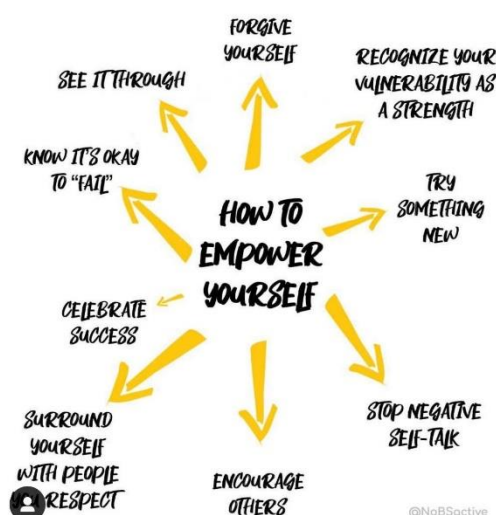 FORGIVE
YOURSELF
RECOGNIZE YOUR
VULNERABILITY AS
A STRENGTH
SEE IT THROUGH
KNOW IT'S OKAY
TO "FAIL"
TRY
SOMETHING
NEW
HOW TO
EMPOWER
YOURSELF
CELEBRATE
SUCCESS
STOP NEGATIVE
SELF-TALK
SURROUND
YOURSELF
WITH PEOPLE
YOU RESPECT
ENCOURAGE
OTHERS
@NoBSactive